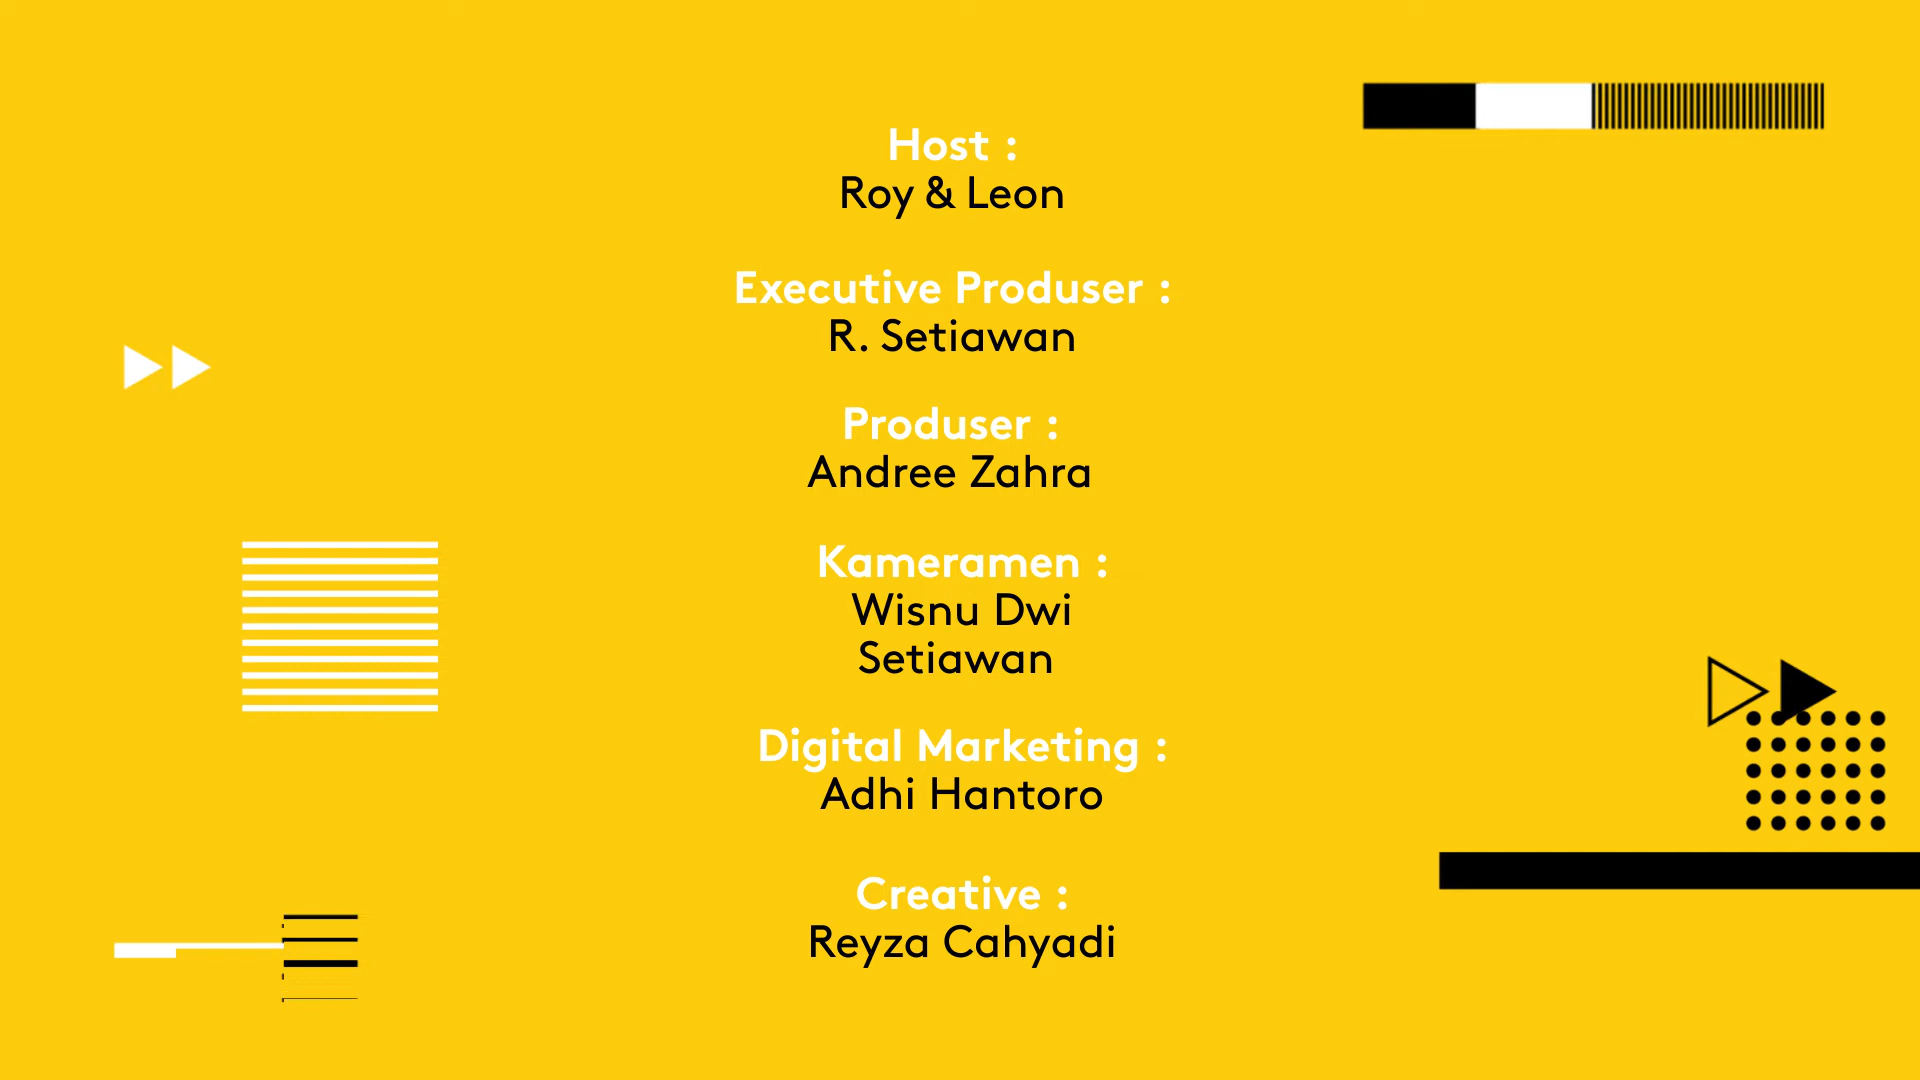 Host :
Roy & Leon
Executive Produser :
R. Setiawan
Produser :
Andree Zahra
Kameramen :
Wisnu Dwi
Setiawan
Digital Marketing :
Adhi Hantoro
Creative :
Reyza Cahyadi